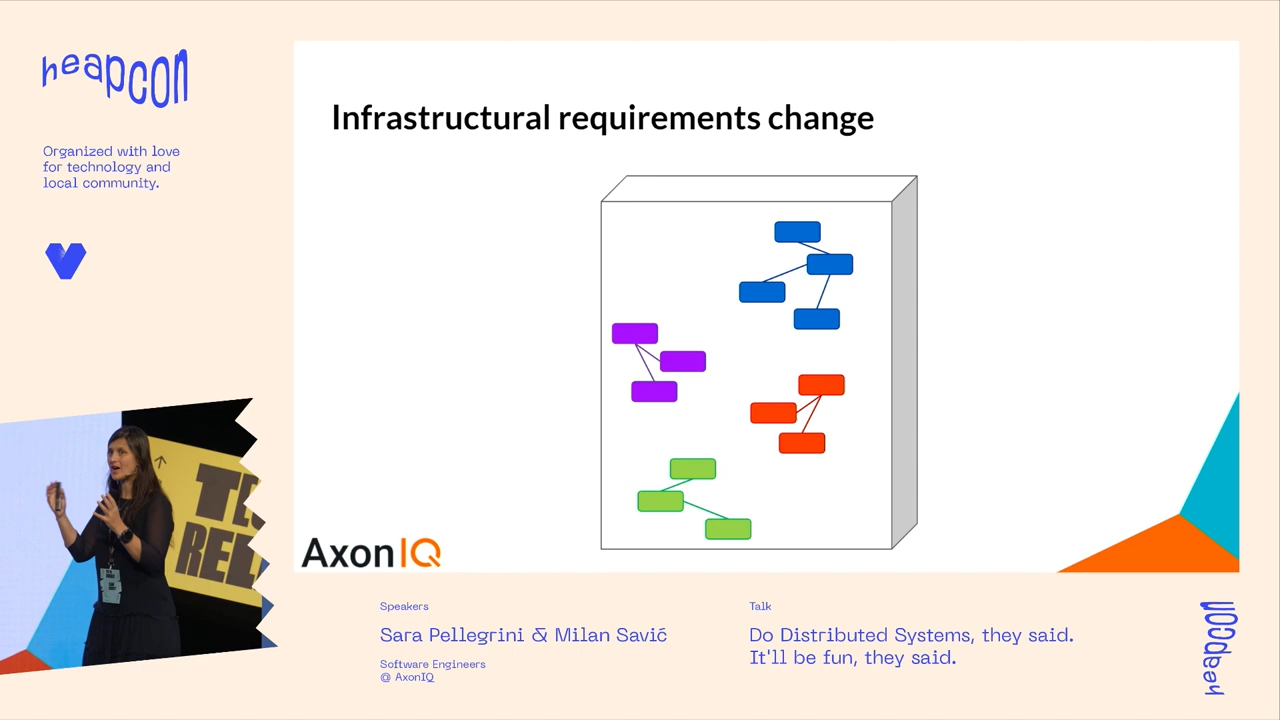 heapcon
Organized with love
for technology and
local community.
Infrastructural requirements change
AxonIQ
Speakers
Sara Pellegrini & Milan Savić
Software Engineers
@ AxonIQ
Talk
Do Distributed Systems, they said.
It'll be fun, they said.
heapcon